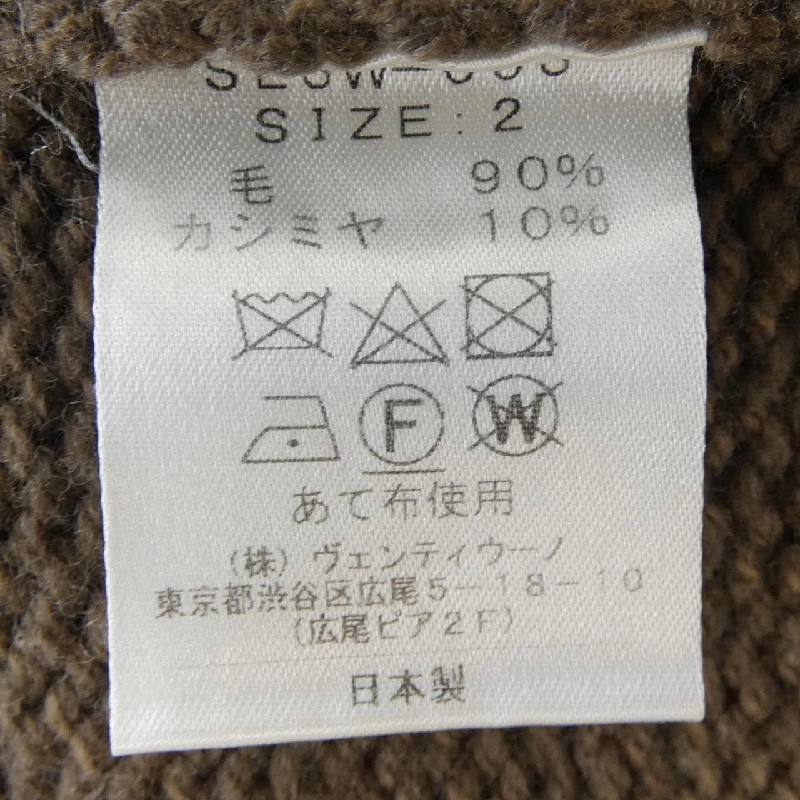 SIZE:2
毛 90%
カシミヤ 10%
F W
あて布使用
(株)ヴェンティウーノ
東京都渋谷区広尾5-18-10
(広尾ピア2F)
日本製